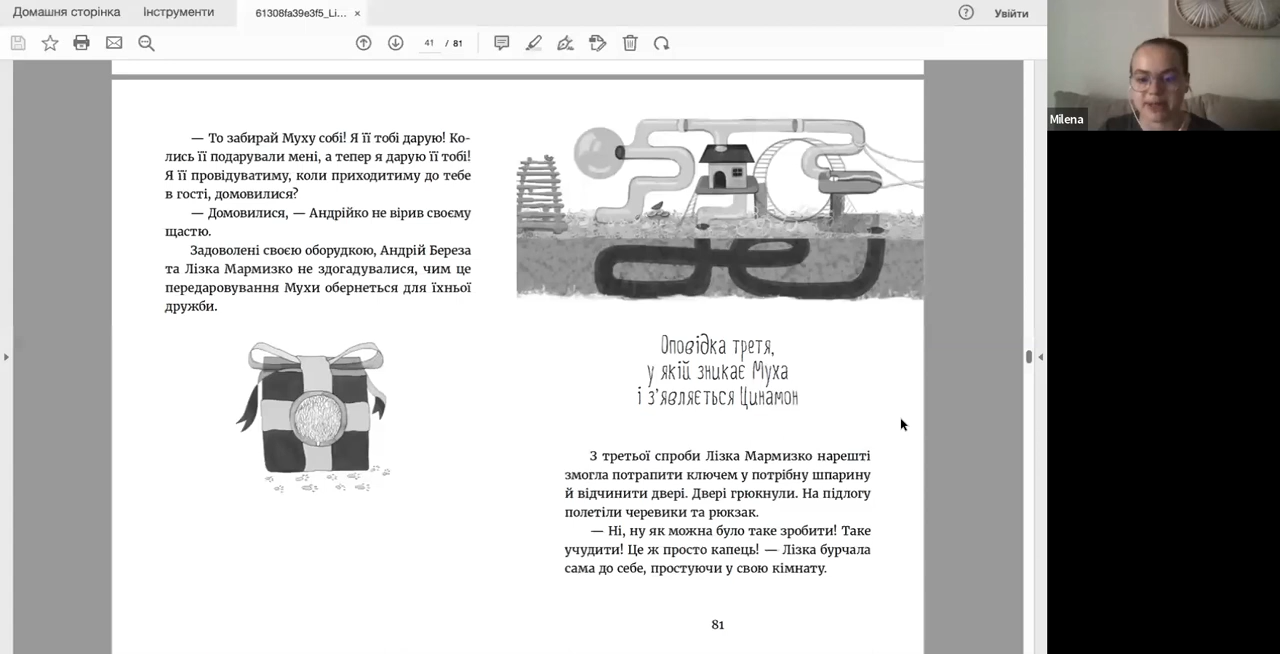 Домашня сторінка
Інструменти
61308fa39e3f5_Li... ×
?
Увійти
41 / 81
— То забирай Муху собі! Я її тобі дарую! Ко-
лись її подарували мені, а тепер я дарую її тобі!
Я її провідуватиму, коли приходитиму до тебе
в гості, домовилися?
— Домовилися, — Андрійко не вірив своєму
щастю.
Задоволені своєю оборудкою, Андрій Береза
та Лізка Мармизко не здогадувалися, чим це
передаровування Мухи обернеться для їхньої
дружби.
Оповідка третя,
у якій зникає Муха
і з’являється Цинамон
З третьої спроби Лізка Мармизко нарешті
змогла потрапити ключем у потрібну шпарину
й відчинити двері. Двері грюкнули. На підлогу
полетіли черевики та рюкзак.
— Ні, ну як можна було таке зробити! Таке
учудити! Це ж просто капець! — Лізка бурчала
сама до себе, простуючи у свою кімнату.
81
Milena